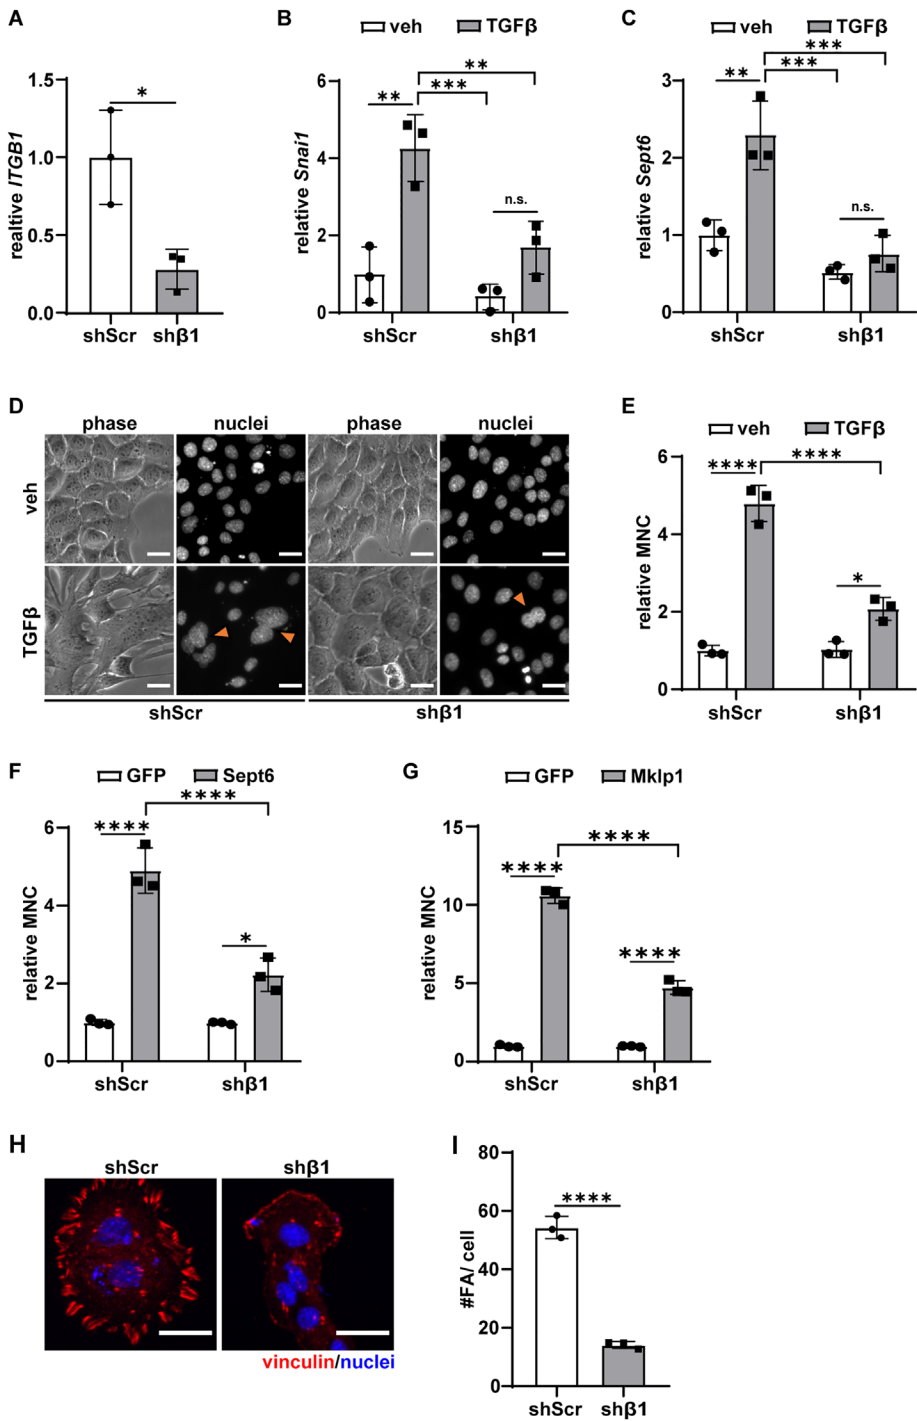 A
1.5
1.0
0.5
0.0
realtive ITGB1
*
shScr
shβ1
B
veh
TGFβ
6
4
2
0
relative Snai1
**
***
**
n.s.
shScr
shβ1
C
veh
TGFβ
3
2
1
0
relative Sept6
**
***
***
n.s.
shScr
shβ1
D
phase
nuclei
phase
nuclei
veh
TGFβ
shScr
shβ1
E
veh
TGFβ
6
4
2
0
relative MNC
****
****
*
shScr
shβ1
F
GFP
Sept6
6
4
2
0
relative MNC
****
****
*
shScr
shβ1
G
GFP
Mklp1
15
10
5
0
relative MNC
****
****
****
shScr
shβ1
H
shScr
shβ1
vinculin/nuclei
I
80
60
40
20
0
#FA/ cell
****
shScr
shβ1